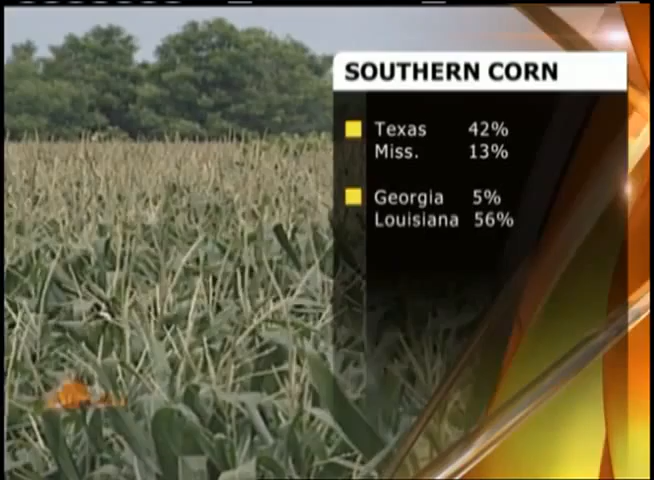 SOUTHERN CORN
Texas 42%
Miss. 13%
Georgia 5%
Louisiana 56%